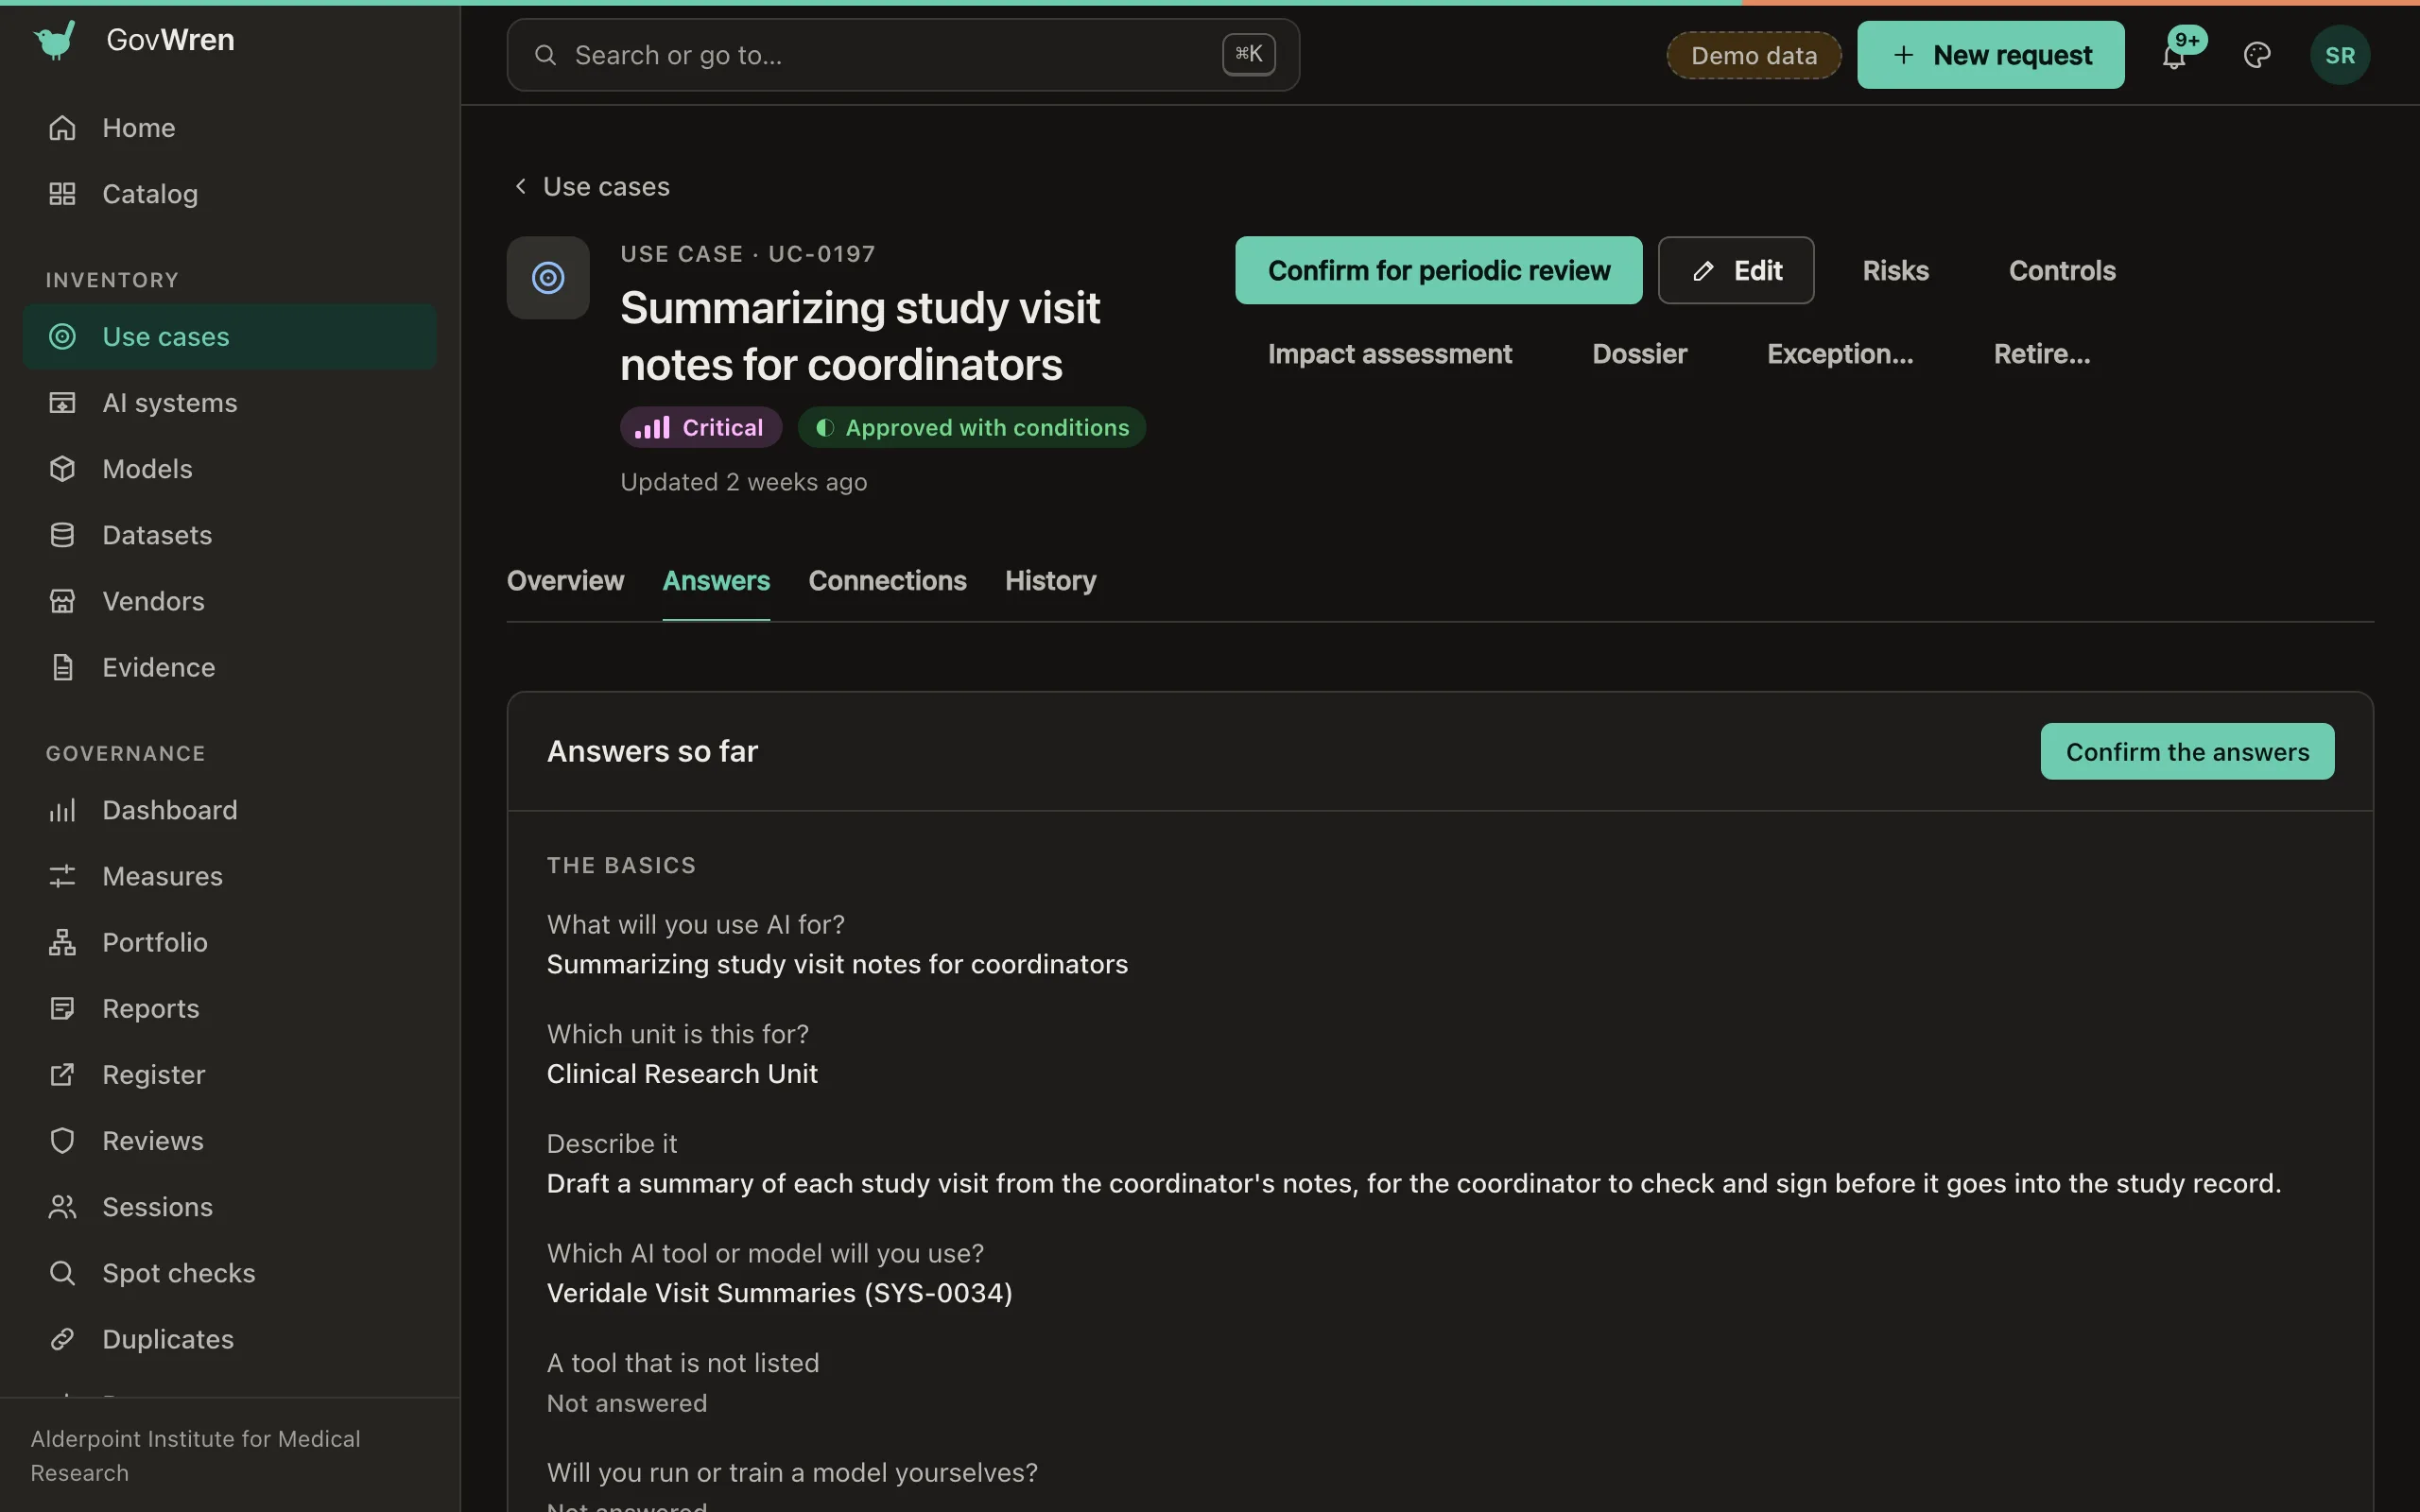 GovWren
Search or go to...
⌘K
Demo data
+ New request
9+
SR
Home
Catalog
INVENTORY
Use cases
AI systems
Models
Datasets
Vendors
Evidence
GOVERNANCE
Dashboard
Measures
Portfolio
Reports
Register
Reviews
Sessions
Spot checks
Duplicates
Alderpoint Institute for Medical
Research
Use cases
USE CASE · UC-0197
Summarizing study visit
notes for coordinators
Critical
Approved with conditions
Updated 2 weeks ago
Confirm for periodic review
Edit
Risks
Controls
Impact assessment
Dossier
Exception...
Retire...
Overview
Answers
Connections
History
Answers so far
Confirm the answers
THE BASICS
What will you use AI for?
Summarizing study visit notes for coordinators
Which unit is this for?
Clinical Research Unit
Describe it
Draft a summary of each study visit from the coordinator's notes, for the coordinator to check and sign before it goes into the study record.
Which AI tool or model will you use?
Veridale Visit Summaries (SYS-0034)
A tool that is not listed
Not answered
Will you run or train a model yourselves?
Not answered